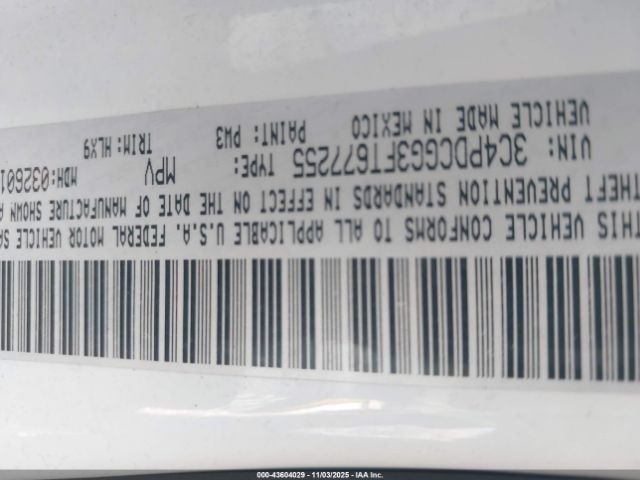 THIS VEHICLE CONFORMS TO ALL APPLICABLE U.S.A. FEDERAL MOTOR VEHICLE SA
THEFT PREVENTION STANDARDS IN EFFECT ON THE DATE OF MANUFACTURE SHOWN A
VIN: 3C4PDCGG3FT677255 TYPE: MPV MDH:032601
VEHICLE MADE IN MEXICO PAINT: PW3 TRIM:HLX9
000-43604029 - 11/03/2025 - IAA Inc.